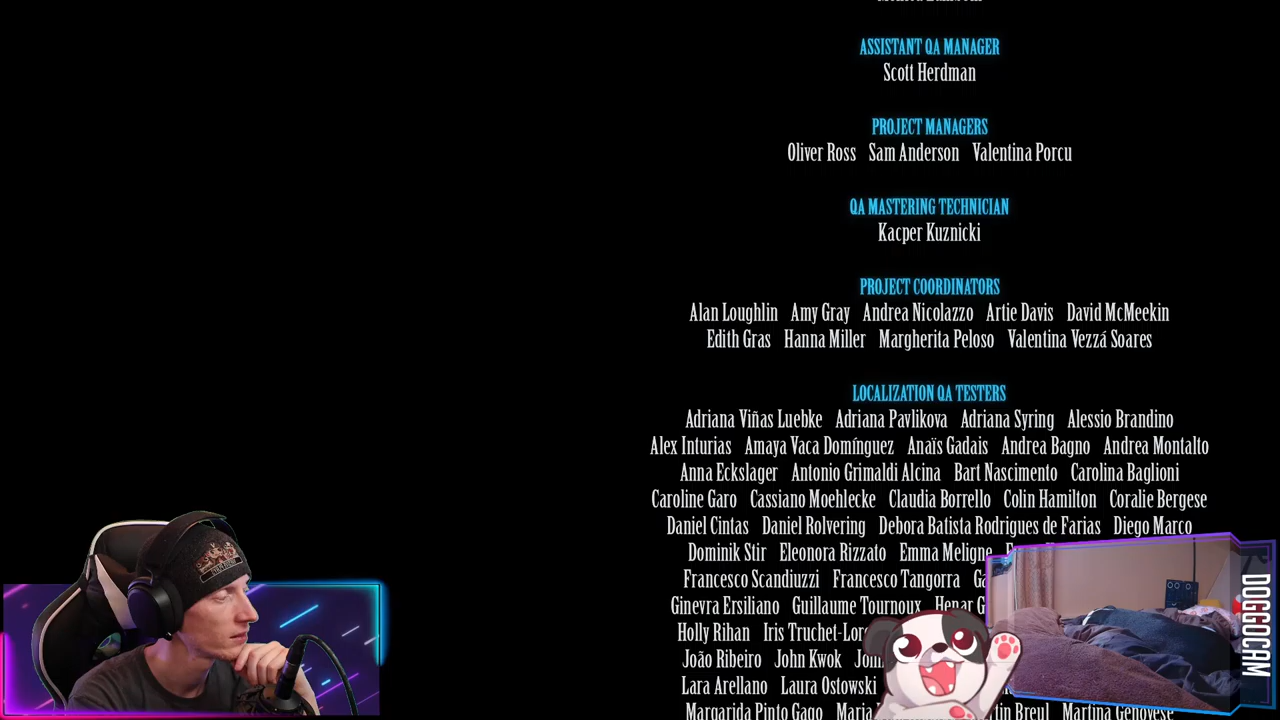 ASSISTANT QA MANAGER
Scott Herdman
PROJECT MANAGERS
Oliver Ross Sam Anderson Valentina Porcu
QA MASTERING TECHNICIAN
Kacper Kuznicki
PROJECT COORDINATORS
Alan Loughlin Amy Gray Andrea Nicolazzo Artie Davis David McMeekin
Edith Gras Hanna Miller Margherita Peloso Valentina Vezzá Soares
LOCALIZATION QA TESTERS
Adriana Viñas Luebke Adriana Pavlikova Adriana Syring Alessio Brandino
Alex Inturias Amaya Vaca Domínguez Anaïs Gadais Andrea Bagno Andrea Montalto
Anna Eckslager Antonio Grimaldi Alcina Bart Nascimento Carolina Baglioni
Caroline Garo Cassiano Moehlecke Claudia Borrello Colin Hamilton Coralie Bergese
Daniel Cintas Daniel Rolvering Debora Batista Rodrigues de Farias Diego Marco
Dominik Stir Eleonora Rizzato Emma Meligne
Francesco Scandiuzzi Francesco Tangorra
Ginevra Ersiliano Guillaume Tournoux Henar
Holly Rihan Iris
João Ribeiro John Kwok
Lara Arellano Laura Ostowski
Margarida Pinto Gago Breul Martina Genovese
DOGGOCAM